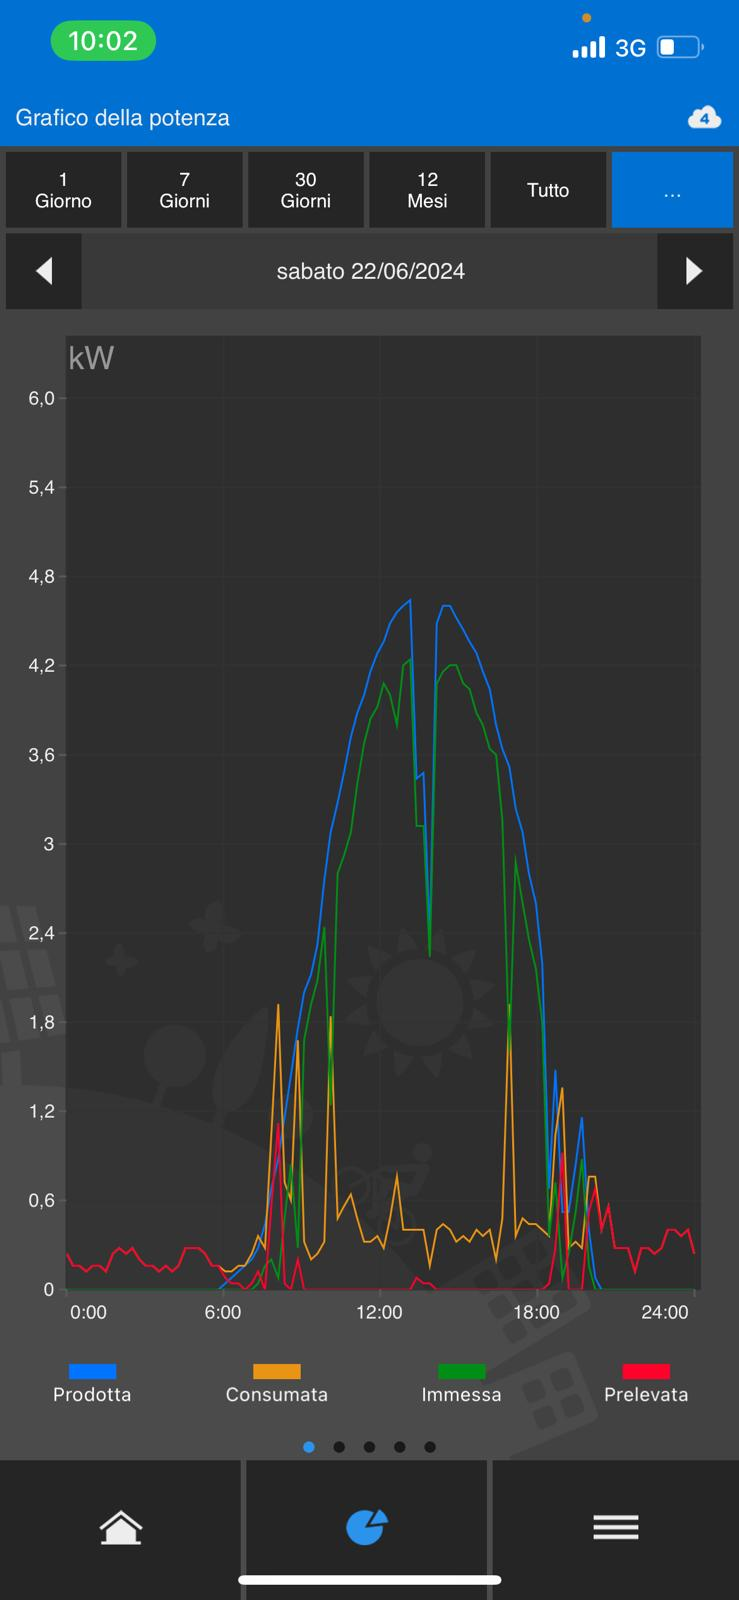 10:02
3G
Grafico della potenza
4
1
Giorno
7
Giorni
30
Giorni
12
Mesi
Tutto
...
sabato 22/06/2024
kW
6,0
5,4
4,8
4,2
3,6
3
2,4
1,8
1,2
0,6
0
0:00 6:00 12:00 18:00 24:00
Prodotta Consumata Immessa Prelevata